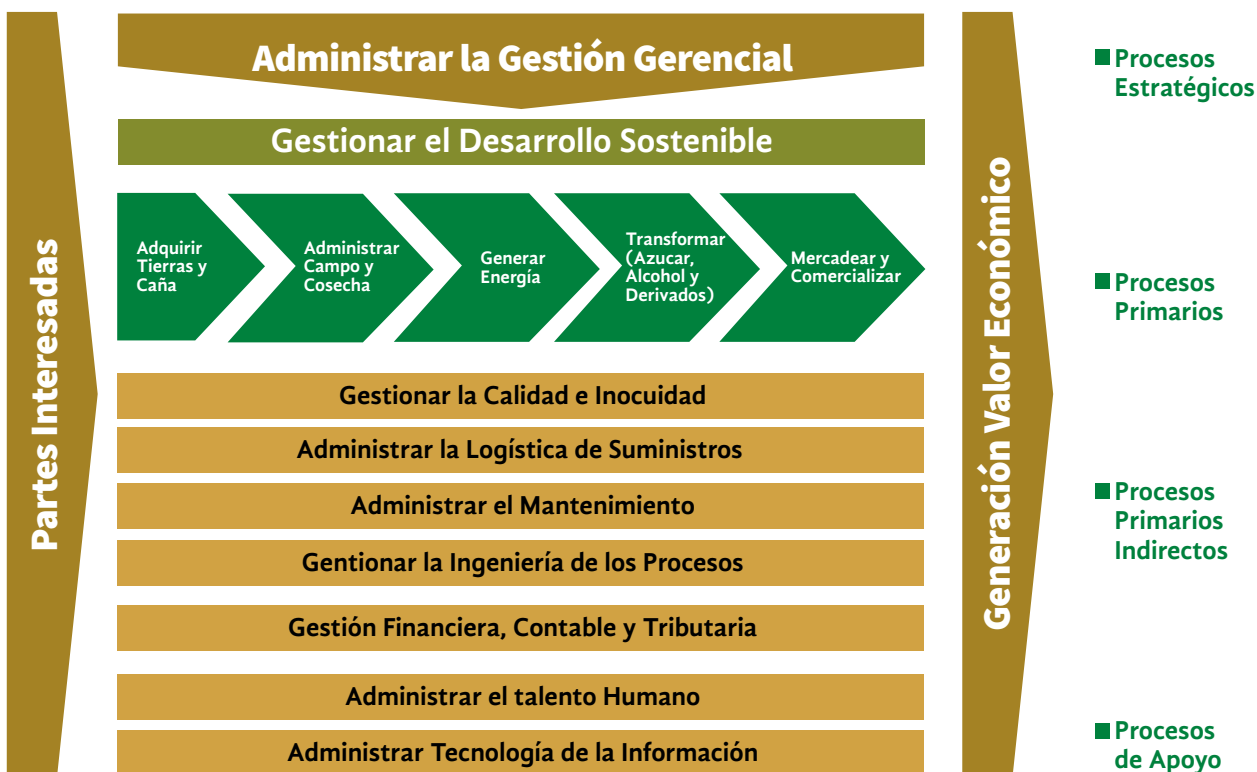 Partes Interesadas
Administrar la Gestión Gerencial
Gestionar el Desarrollo Sostenible
Adquirir
Tierras y
Caña
Administrar
Campo y
Cosecha
Generar
Energía
Transformar
(Azucar,
Alcohol y
Derivados)
Mercadear y
Comercializar
Gestionar la Calidad e Inocuidad
Administrar la Logística de Suministros
Administrar el Mantenimiento
Gentionar la Ingeniería de los Procesos
Gestión Financiera, Contable y Tributaria
Administrar el talento Humano
Administrar Tecnología de la Información
Generación Valor Económico
Procesos
Estratégicos
Procesos
Primarios
Procesos
Primarios
Indirectos
Procesos
de Apoyo